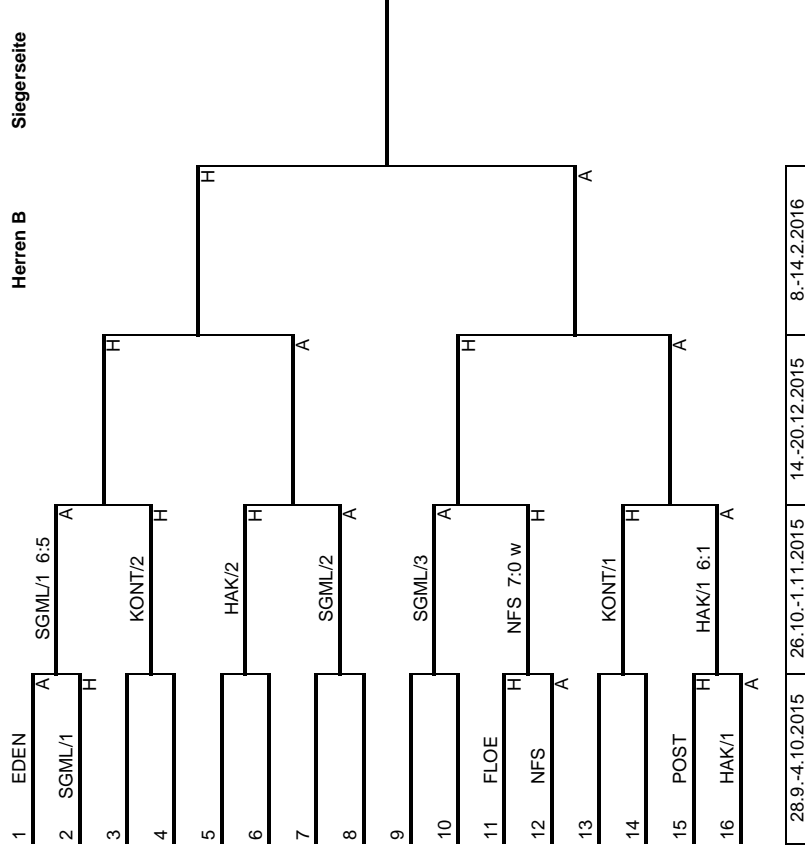 Herren B Siegerseite
1 EDEN
A
SGML/1 6:5
2 SGML/1
H
A
3
KONT/2
4
H
H
5
HAK/2
6
H
7
SGML/2
8
A
A
H
9
SGML/3
10
A
11 FLOE
H
NFS 7:0 w
12 NFS
A
H
H
13
KONT/1
14
H
15 POST
H
HAK/1 6:1
16 HAK/1
A
A
A
A
28.9.-4.10.2015 26.10.-1.11.2015 14.-20.12.2015 8.-14.2.2016